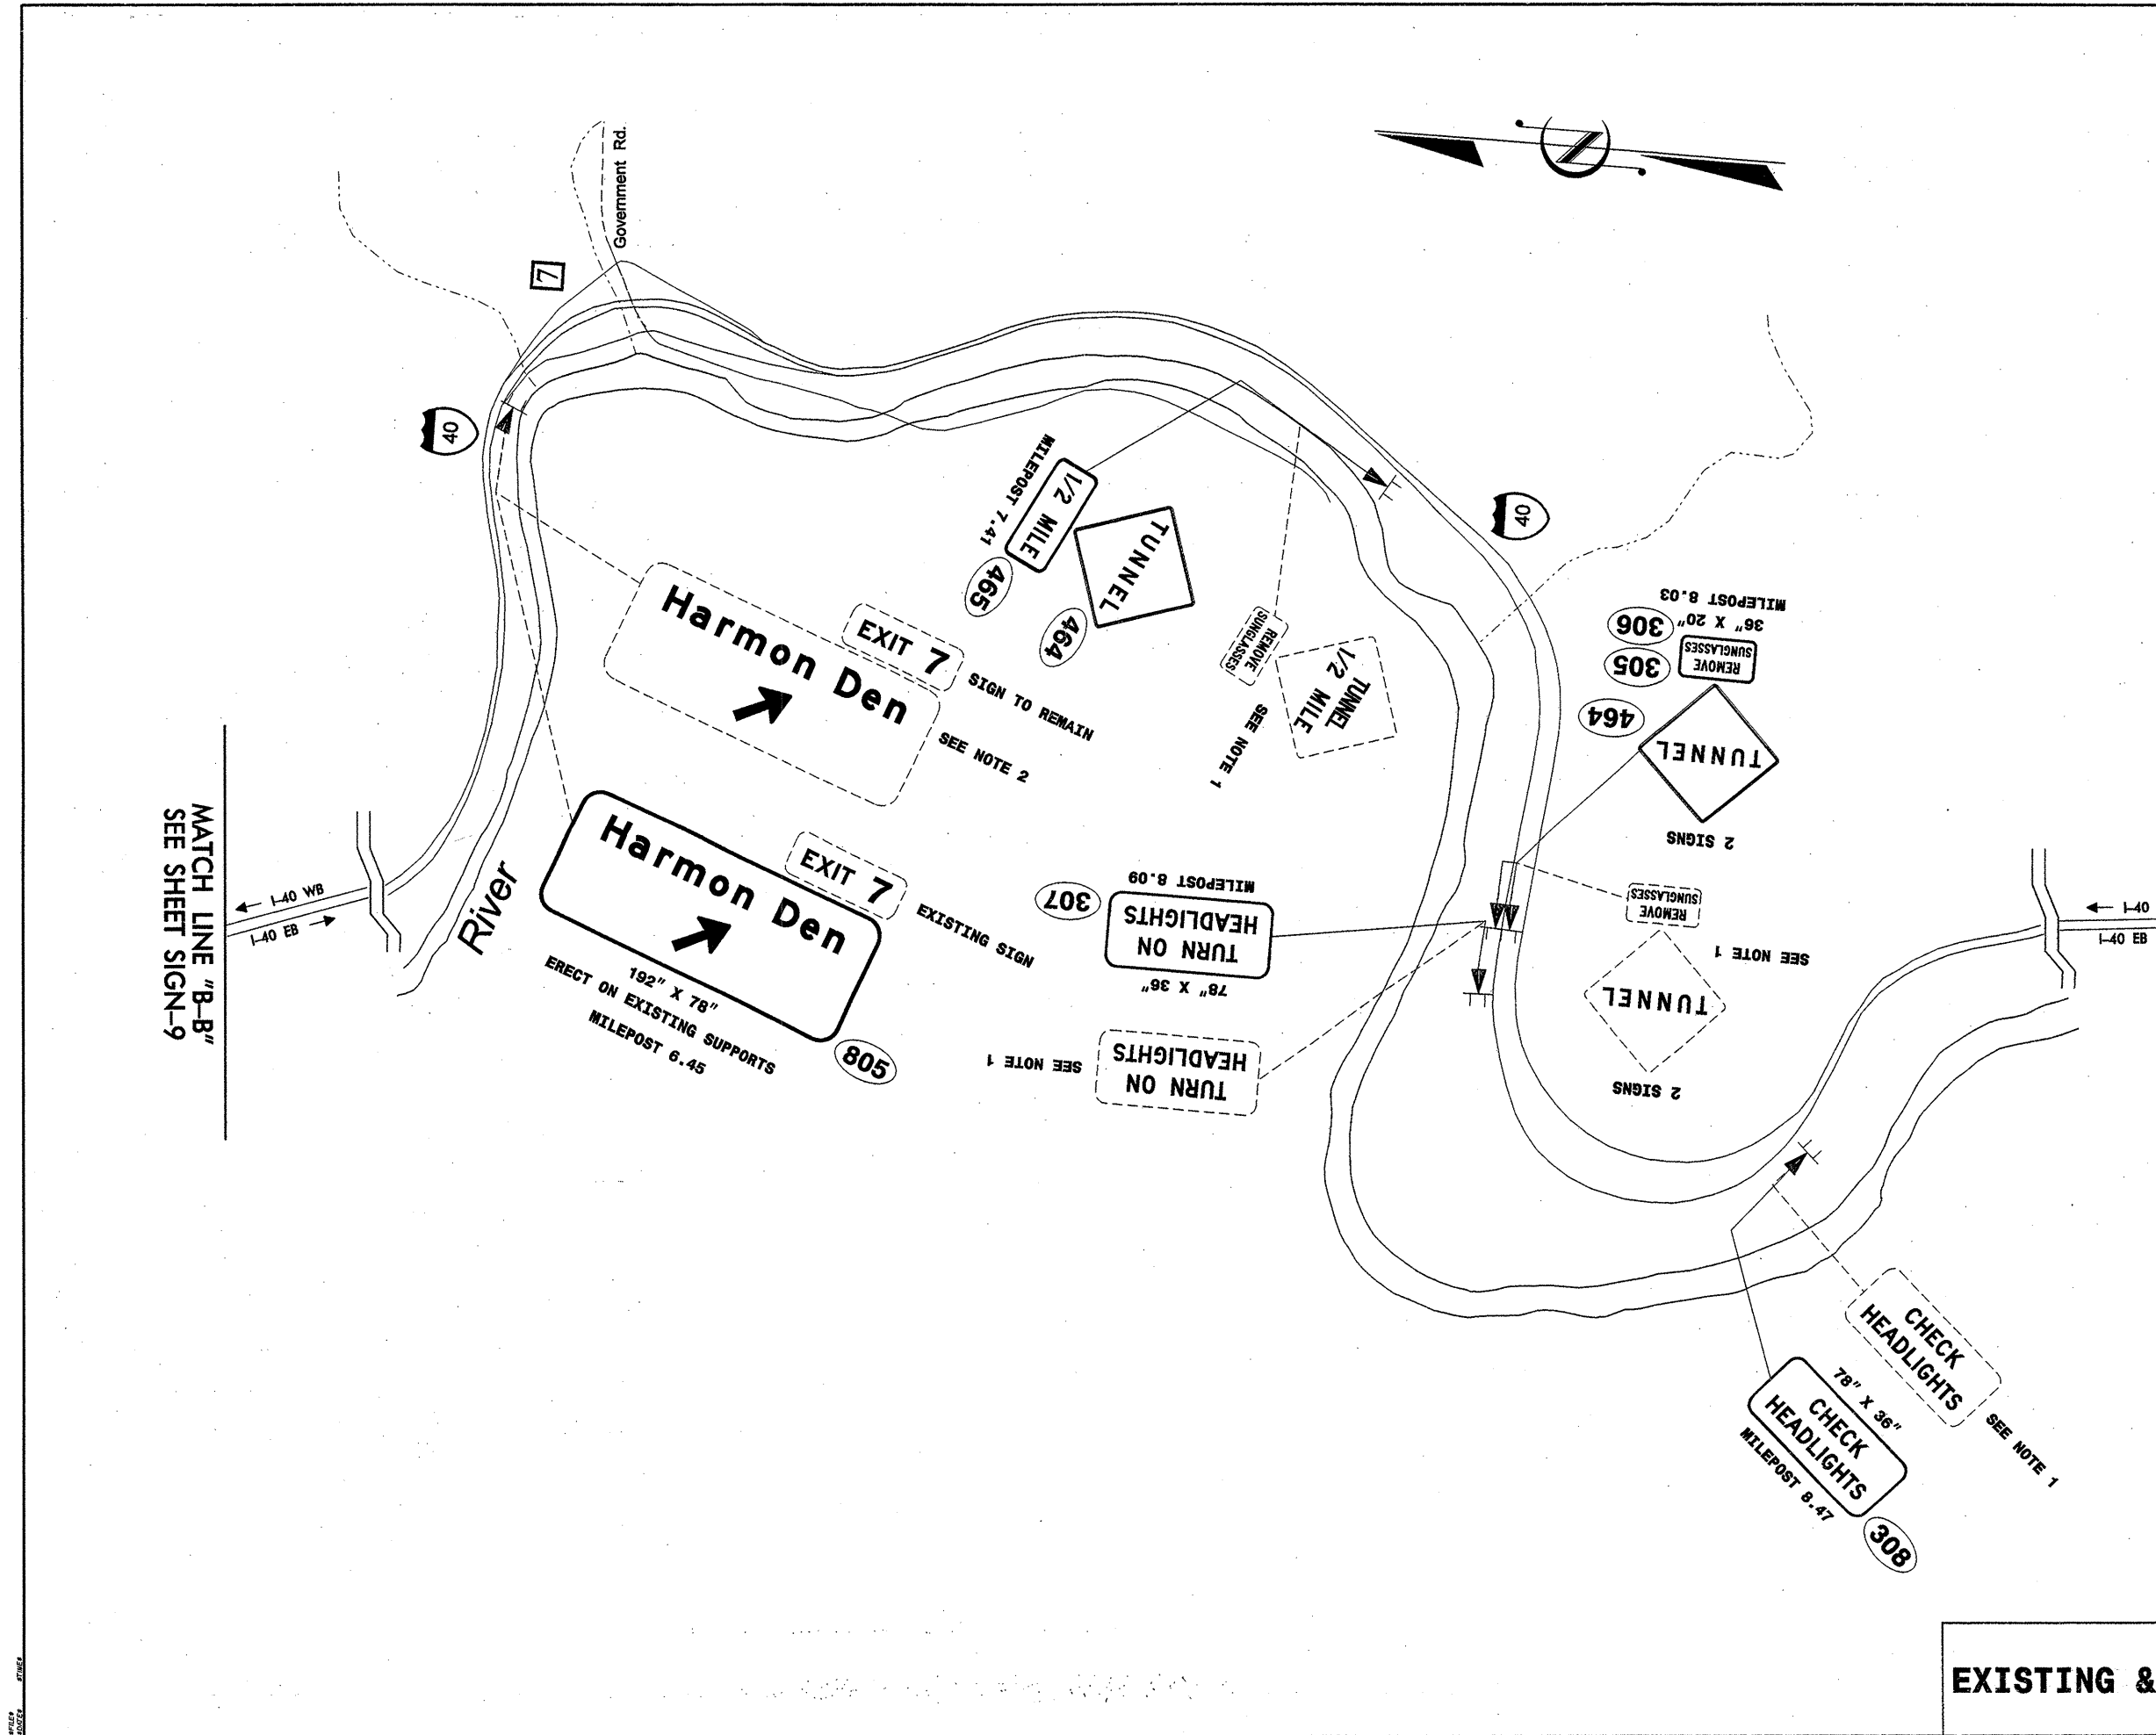 Government Rd.
7
40
MILEPOST 7.41
1/2 MILE
465
TUNNEL
464
40
Harmon Den
EXIT 7
SIGN TO REMAIN
SEE NOTE 2
REMOVE
SUNGLASSES
TUNNEL
1/2 MILE
SEE NOTE 1
MILEPOST 8.03
36" X 20"
306
REMOVE
SUNGLASSES
305
464
TUNNEL
2 SIGNS
MATCH LINE "B-B"
SEE SHEET SIGN-9
I-40 WB
I-40 EB
River
Harmon Den
EXIT 7
EXISTING SIGN
192" X 78"
ERECT ON EXISTING SUPPORTS
MILEPOST 6.45
805
307
MILEPOST 8.09
TURN ON
HEADLIGHTS
78" X 36"
TURN ON
HEADLIGHTS
SEE NOTE 1
REMOVE
SUNGLASSES
SEE NOTE 1
TUNNEL
2 SIGNS
I-40
I-40 EB
CHECK
HEADLIGHTS
SEE NOTE 1
78" X 36"
CHECK
HEADLIGHTS
MILEPOST 8.47
308
EXISTING &
$TIME$
$FILE$
$DATE$